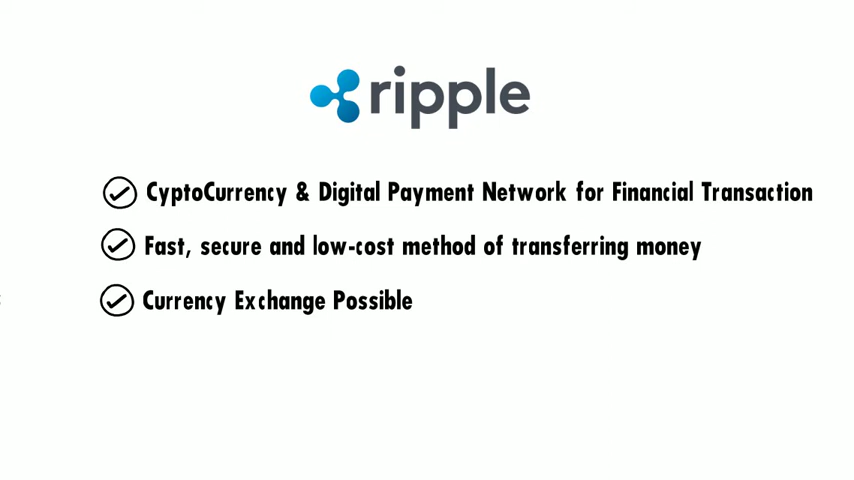 ripple
CyptoCurrency & Digital Payment Network for Financial Transaction
Fast, secure and low-cost method of transferring money
Currency Exchange Possible